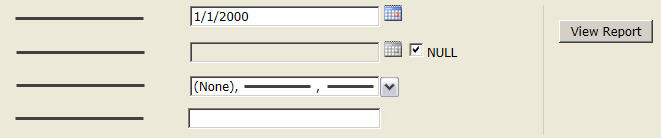 1/1/2000
View Report
NULL
(None), ,